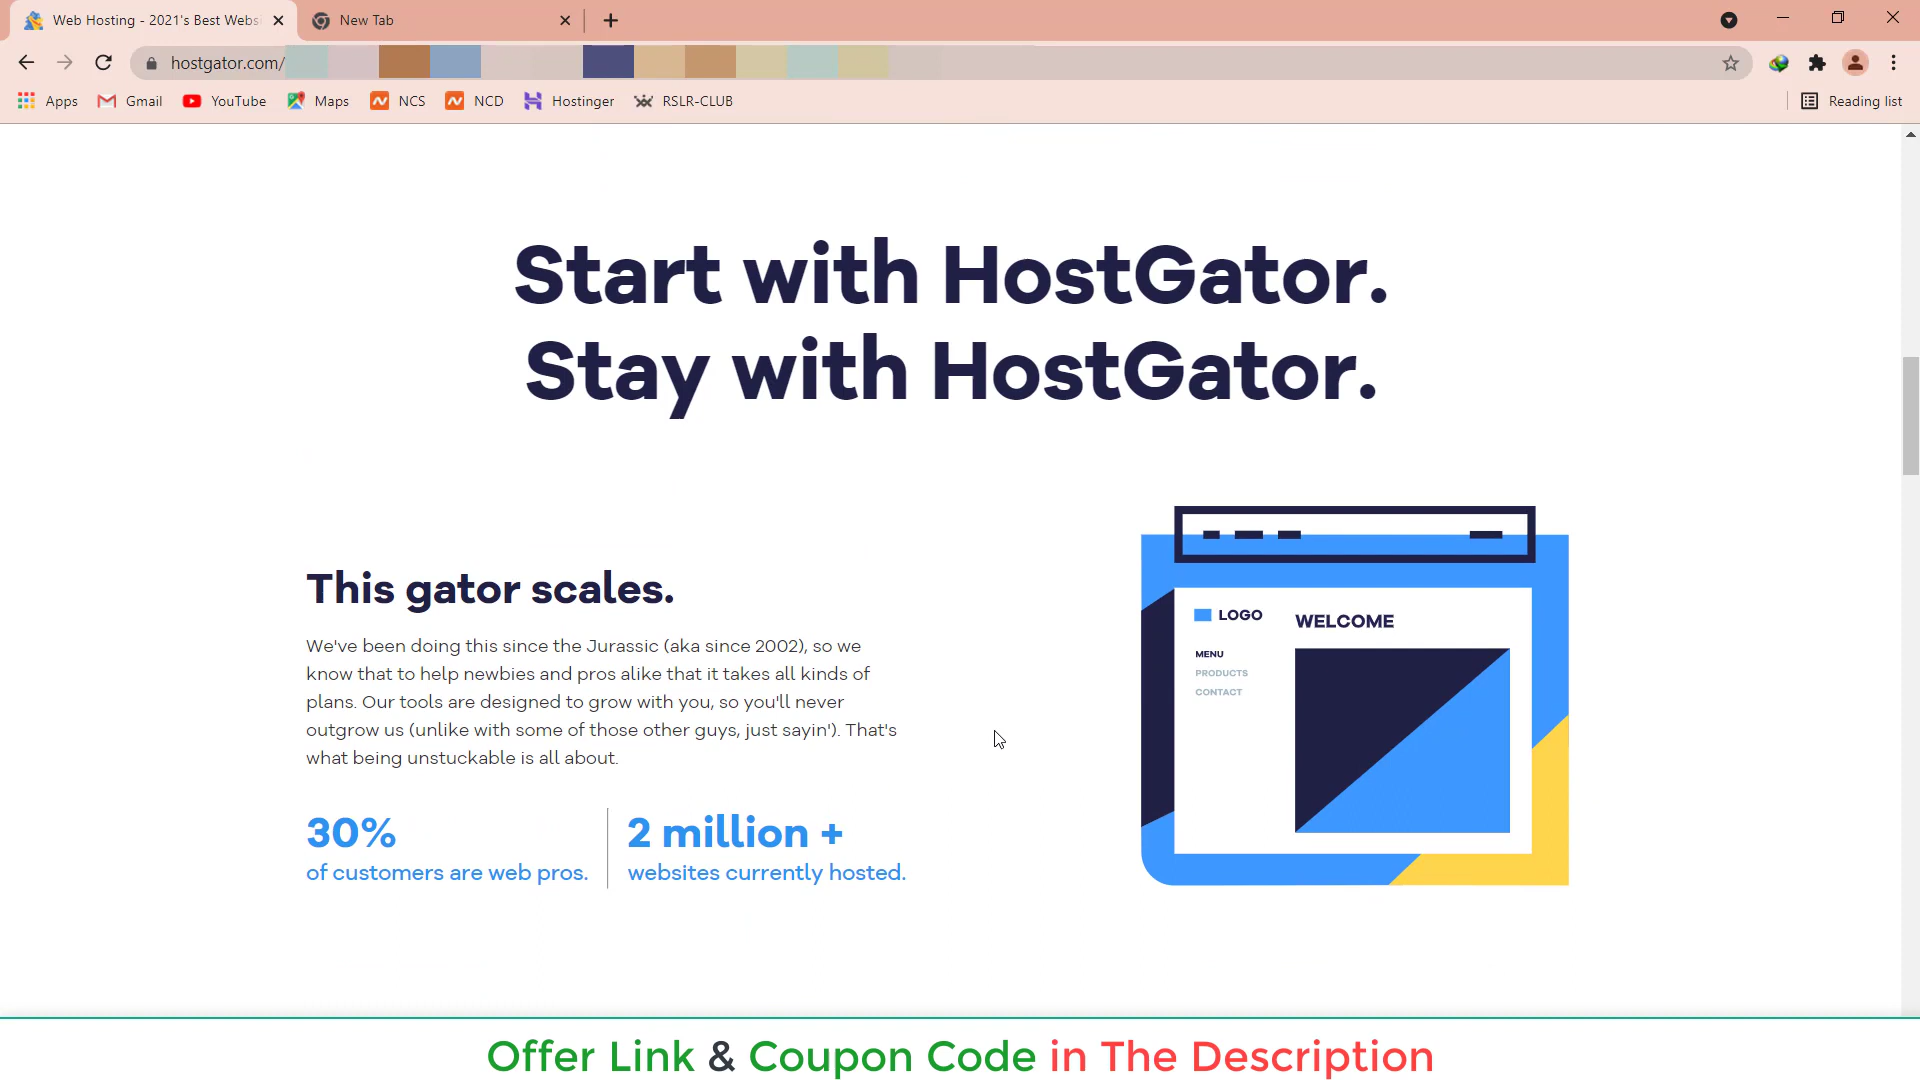 Web Hosting - 2021's Best Webs
New Tab
hostgator.com/
Apps
Gmail
YouTube
Maps
NCS
NCD
Hostinger
RSLR-CLUB
Reading list
Start with HostGator.
Stay with HostGator.
This gator scales.
We've been doing this since the Jurassic (aka since 2002), so we
know that to help newbies and pros alike that it takes all kinds of
plans. Our tools are designed to grow with you, so you'll never
outgrow us (unlike with some of those other guys, just sayin'). That's
what being unstuckable is all about.
30%
of customers are web pros.
2 million +
websites currently hosted.
LOGO
WELCOME
MENU
PRODUCTS
CONTACT
Offer Link & Coupon Code in The Description